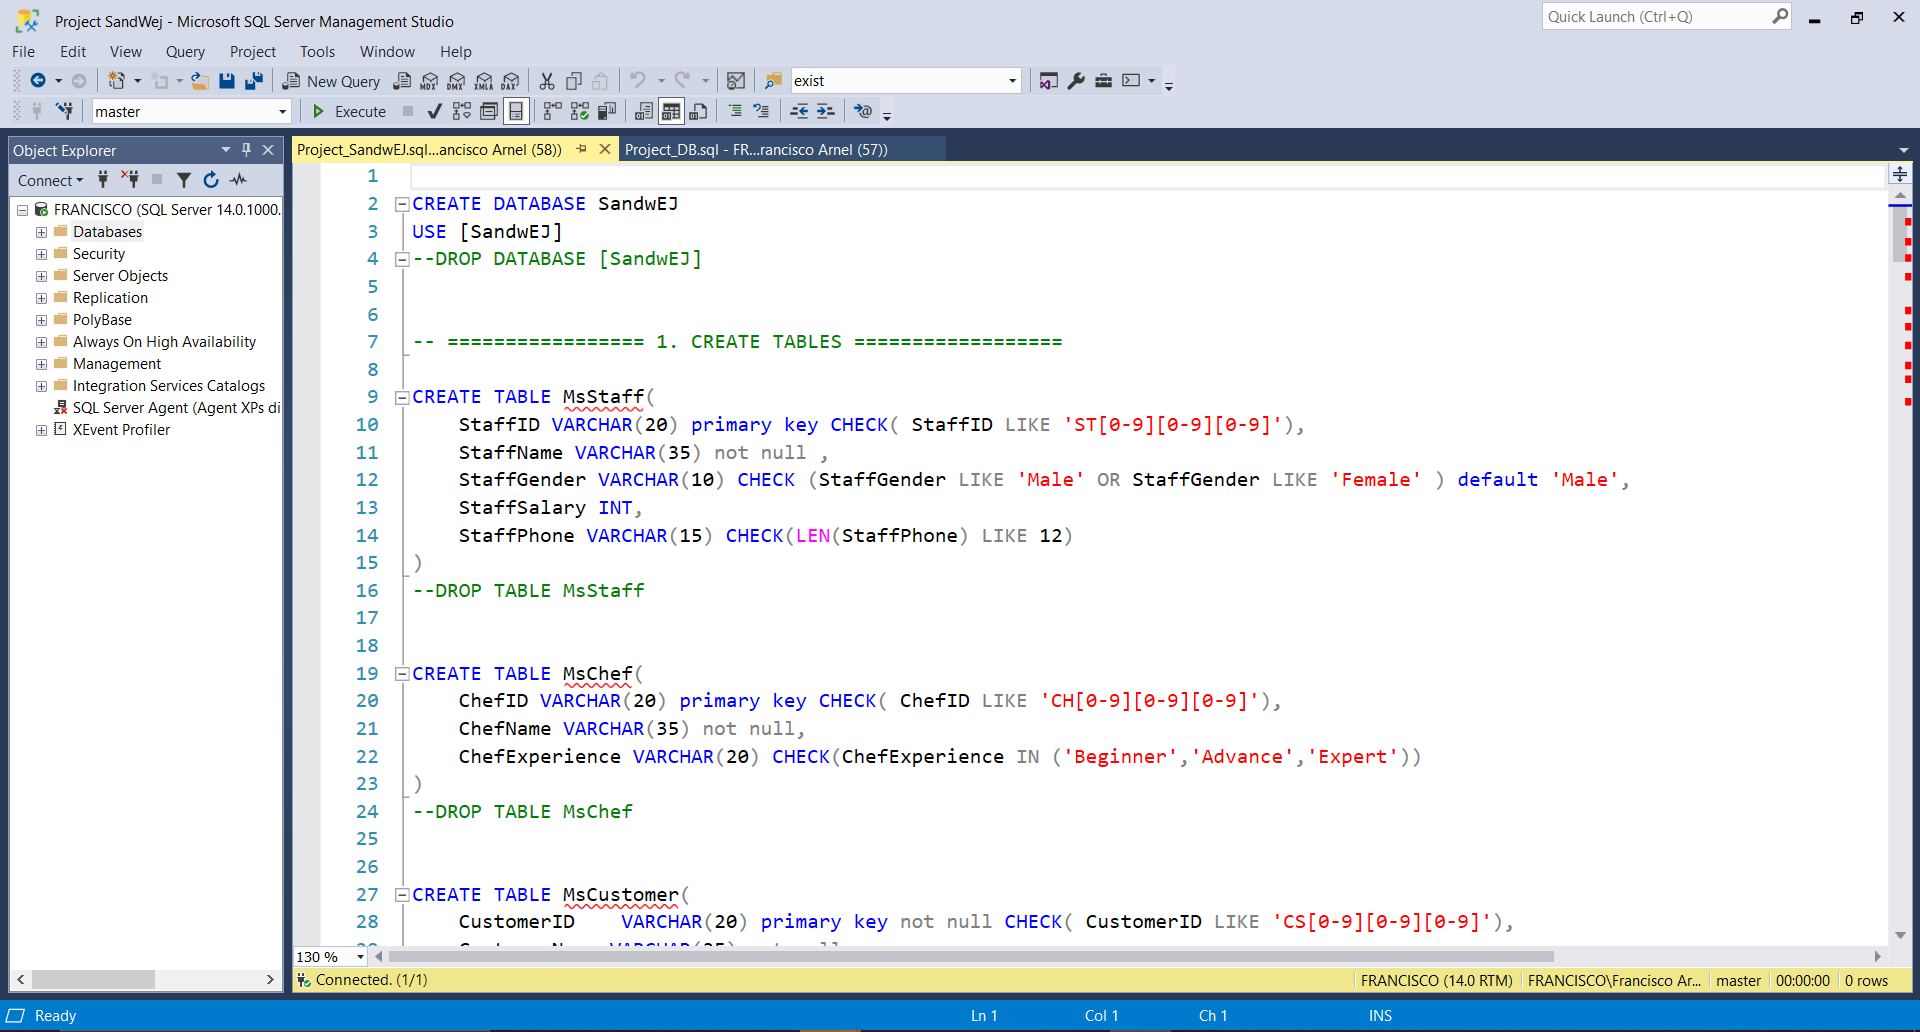 Project SandWej - Microsoft SQL Server Management Studio
Quick Launch (Ctrl+Q)
File Edit View Query Project Tools Window Help
New Query MDX DMX XMLA DAX exist
master Execute
Object Explorer
Project_SandwEJ.sql...ancisco Arnel (58))
Project_DB.sql - FR...rancisco Arnel (57))
Connect
FRANCISCO (SQL Server 14.0.1000.
Databases
Security
Server Objects
Replication
PolyBase
Always On High Availability
Management
Integration Services Catalogs
SQL Server Agent (Agent XPs di
XEvent Profiler
1
2 CREATE DATABASE SandwEJ
3 USE [SandwEJ]
4 --DROP DATABASE [SandwEJ]
5
6
7 -- ================= 1. CREATE TABLES ==================
8
9 CREATE TABLE MsStaff(
10 StaffID VARCHAR(20) primary key CHECK( StaffID LIKE 'ST[0-9][0-9][0-9]'),
11 StaffName VARCHAR(35) not null ,
12 StaffGender VARCHAR(10) CHECK (StaffGender LIKE 'Male' OR StaffGender LIKE 'Female' ) default 'Male',
13 StaffSalary INT,
14 StaffPhone VARCHAR(15) CHECK(LEN(StaffPhone) LIKE 12)
15 )
16 --DROP TABLE MsStaff
17
18
19 CREATE TABLE MsChef(
20 ChefID VARCHAR(20) primary key CHECK( ChefID LIKE 'CH[0-9][0-9][0-9]'),
21 ChefName VARCHAR(35) not null,
22 ChefExperience VARCHAR(20) CHECK(ChefExperience IN ('Beginner','Advance','Expert'))
23 )
24 --DROP TABLE MsChef
25
26
27 CREATE TABLE MsCustomer(
28 CustomerID VARCHAR(20) primary key not null CHECK( CustomerID LIKE 'CS[0-9][0-9][0-9]'),
130 %
Connected. (1/1)
FRANCISCO (14.0 RTM) FRANCISCO\Francisco Ar... master 00:00:00 0 rows
Ready Ln 1 Col 1 Ch 1 INS